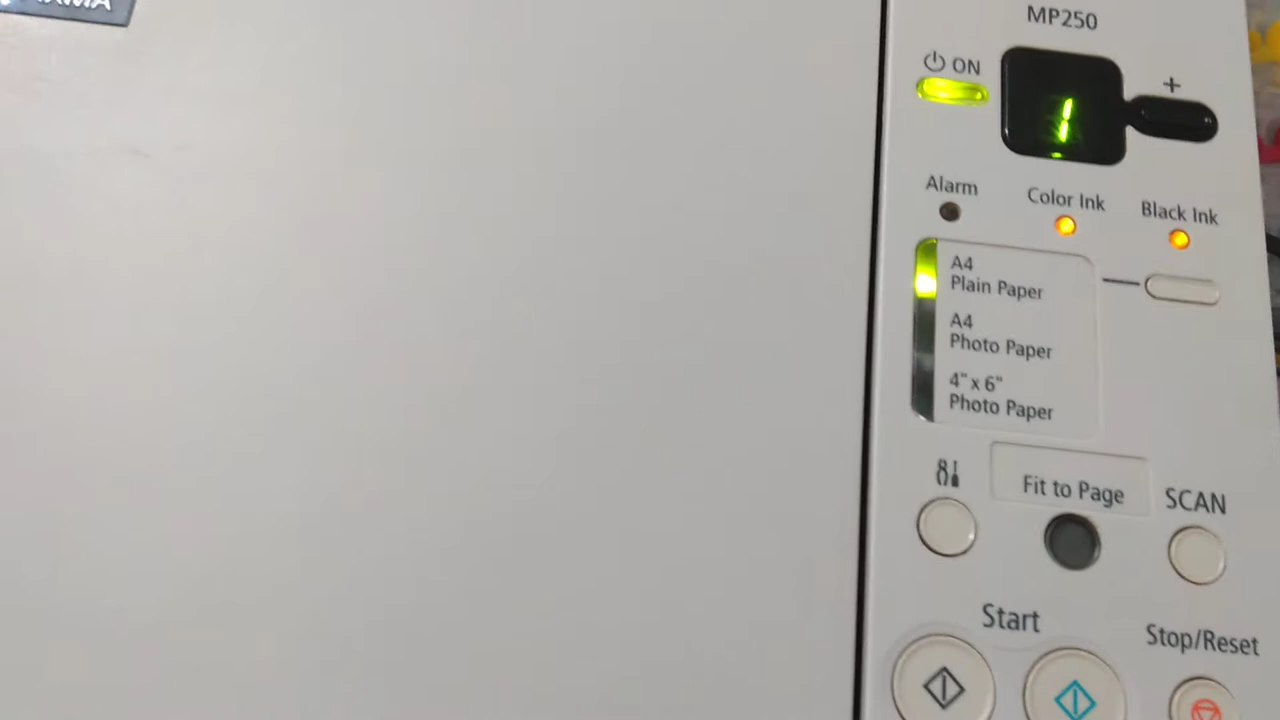 MP250
ON
1
+
Alarm
Color Ink
Black Ink
A4
Plain Paper
A4
Photo Paper
4" x 6"
Photo Paper
Fit to Page
SCAN
Start
Stop/Reset